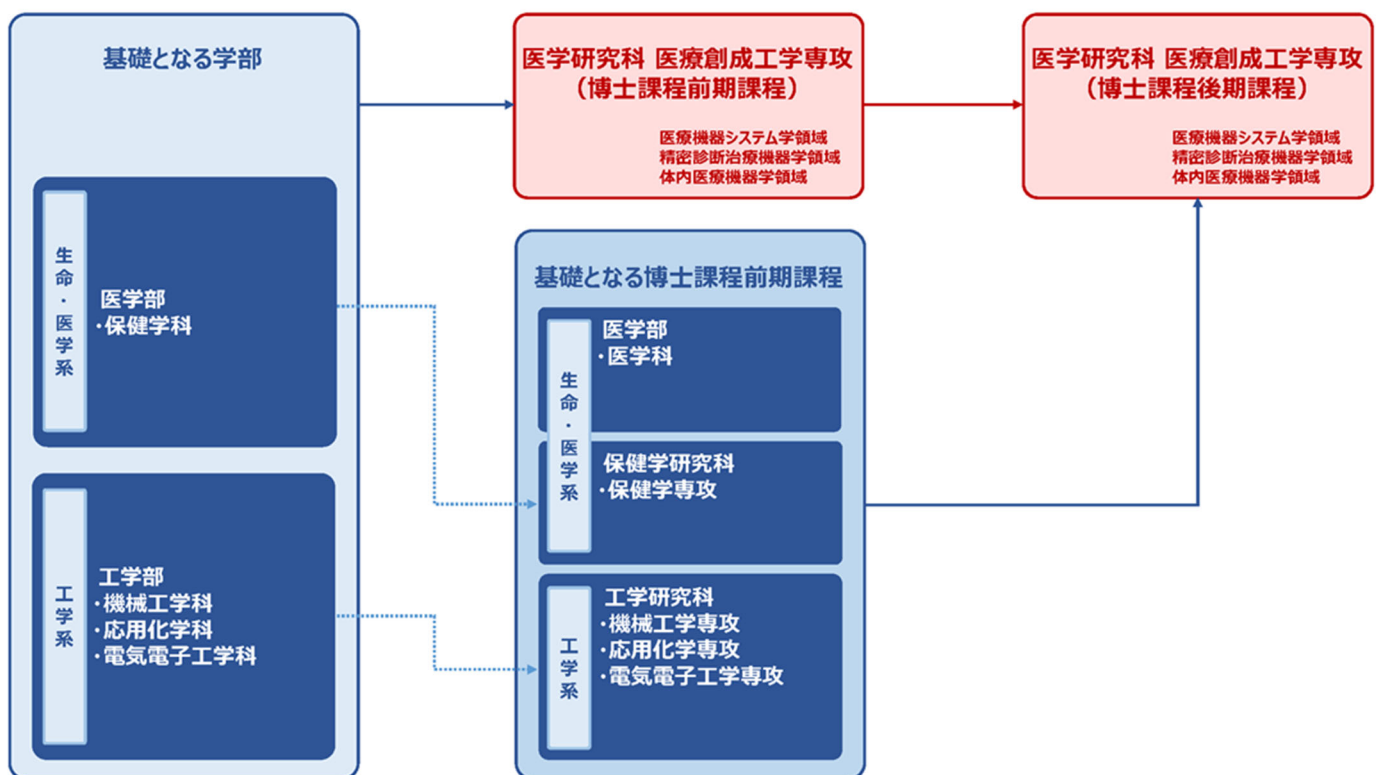 基礎となる学部
生命・医学系
医学部
・保健学科
工学系
工学部
・機械工学科
・応用化学科
・電気電子工学科
医学研究科 医療創成工学専攻
（博士課程前期課程）
医療機器システム学領域
精密診断治療機器学領域
体内医療機器学領域
基礎となる博士課程前期課程
生命・医学系
医学部
・医学科
保健学研究科
・保健学専攻
工学系
工学研究科
・機械工学専攻
・応用化学専攻
・電気電子工学専攻
医学研究科 医療創成工学専攻
（博士課程後期課程）
医療機器システム学領域
精密診断治療機器学領域
体内医療機器学領域